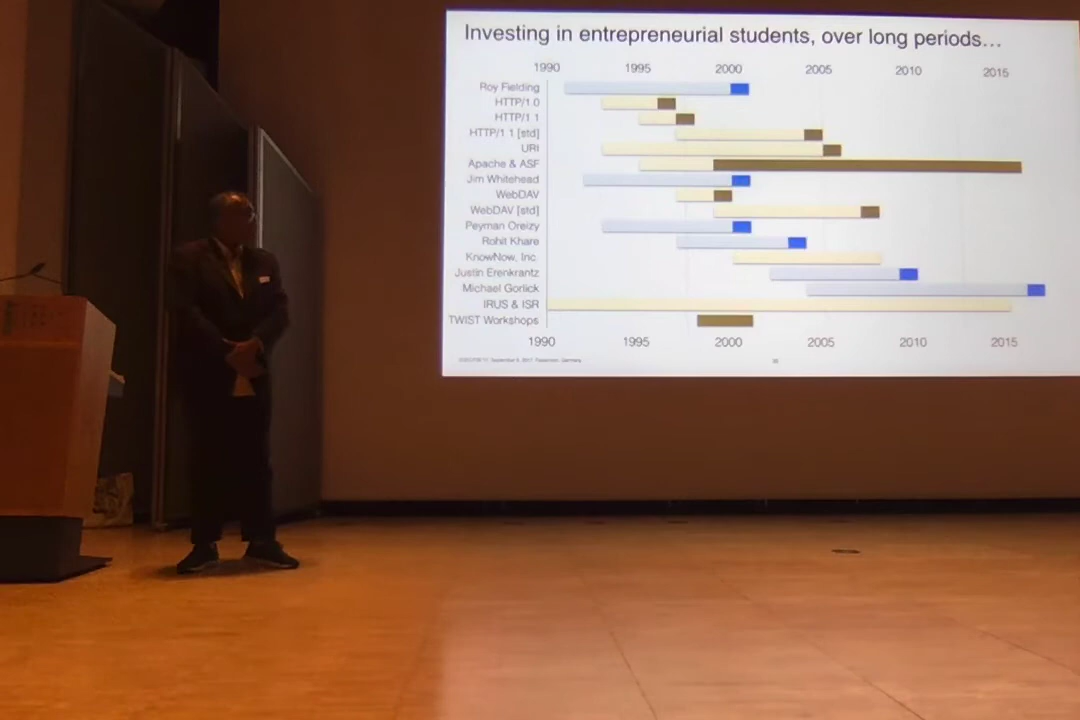 Investing in entrepreneurial students, over long periods...
1990 1995 2000 2005 2010 2015
Roy Fielding
HTTP/1 0
HTTP/1 1
HTTP/1 1 [std]
URI
Apache & ASF
Jim Whitehead
WebDAV
WebDAV [std]
Peyman Oreizy
Rohit Khare
KnowNow, Inc.
Justin Erenkrantz
Michael Gorlick
IRUS & ISR
TWIST Workshops
1990 1995 2000 2005 2010 2015